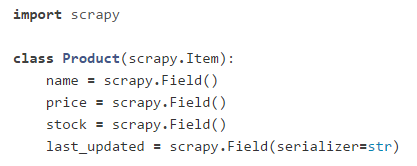 import scrapy
class Product(scrapy.Item):
    name = scrapy.Field()
    price = scrapy.Field()
    stock = scrapy.Field()
    last_updated = scrapy.Field(serializer=str)